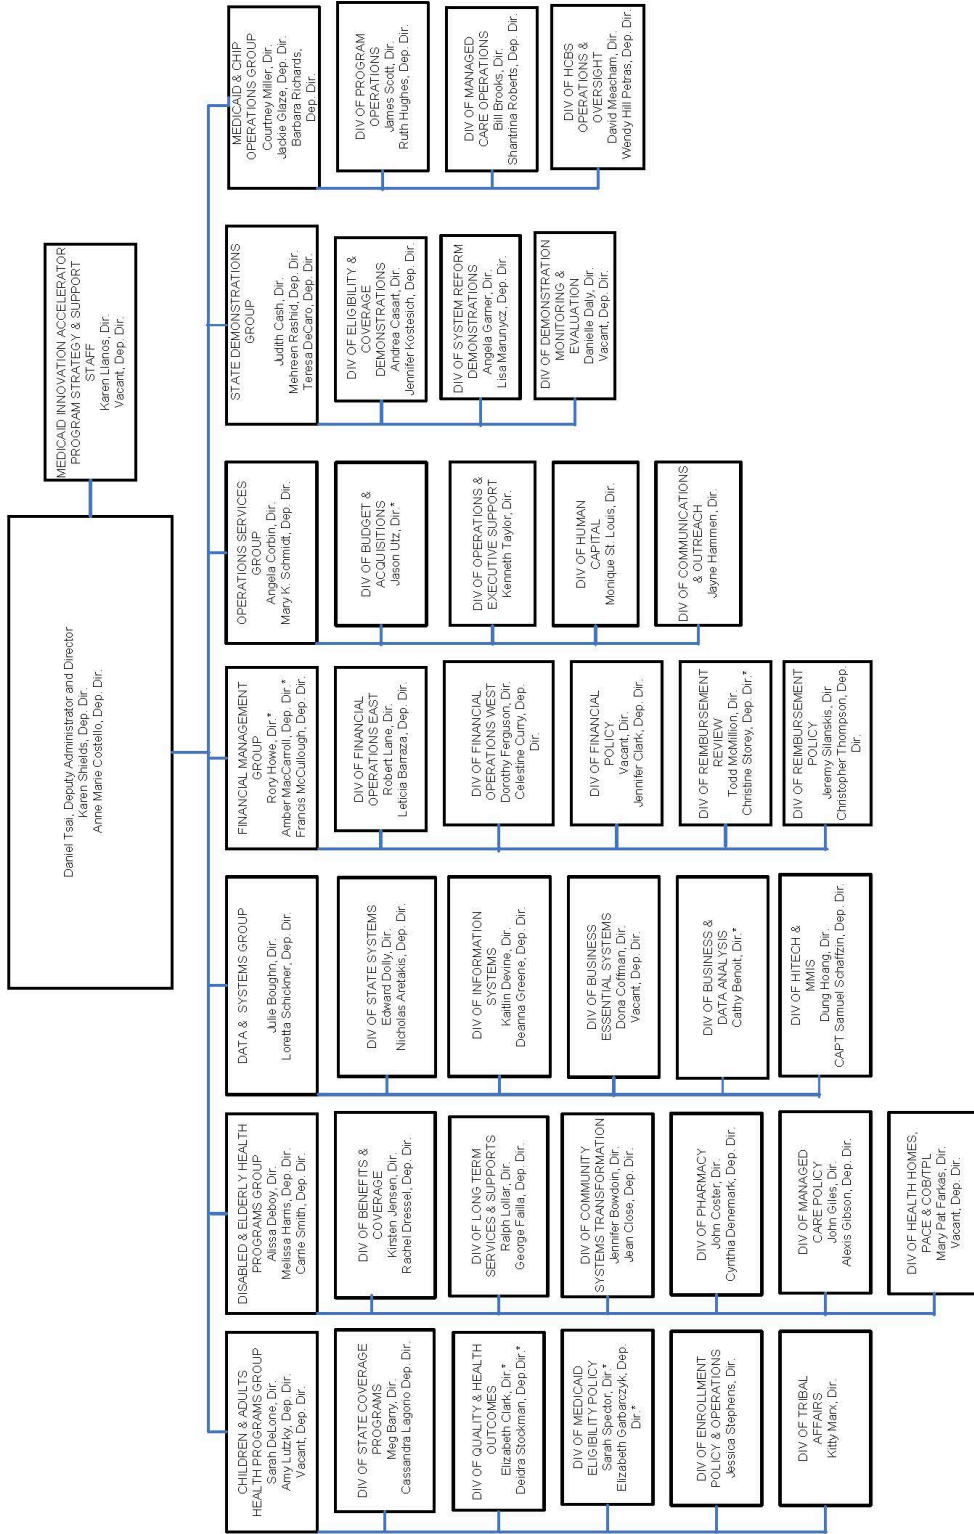 Daniel Tsai, Deputy Administrator and Director
Karen Shields, Dep. Dir.
Anne Marie Costello, Dep. Dir.
MEDICAID INNOVATION ACCELERATOR
PROGRAM STRATEGY & SUPPORT
STAFF
Karen Llanos, Dir.
Vacant, Dep. Dir.
CHILDREN & ADULTS
HEALTH PROGRAMS GROUP
Sarah DeLone, Dir.
Amy Lutzky, Dep. Dir.
Vacant, Dep. Dir.
DIV OF STATE COVERAGE
PROGRAMS
Meg Barry, Dir.
Cassandra Lagorio Dep. Dir.
DIV OF QUALITY & HEALTH
OUTCOMES
Elizabeth Clark, Dir.*
Deidra Stockman, Dep.Dir.*
DIV OF MEDICAID
ELIGIBILITY POLICY
Sarah Spector, Dir.*
Elizabeth Garbarczyk, Dep.
Dir.*
DIV OF ENROLLMENT
POLICY & OPERATIONS
Jessica Stephens, Dir.
DIV OF TRIBAL
AFFAIRS
Kitty Marx, Dir.
DISABLED & ELDERLY HEALTH
PROGRAMS GROUP
Alissa Deboy, Dir.
Melissa Harris, Dep. Dir.
Carrie Smith, Dep. Dir.
DIV OF BENEFITS &
COVERAGE
Kirsten Jensen, Dir.
Rachel Dressel, Dep. Dir.
DIV OF LONG TERM
SERVICES & SUPPORTS
Ralph Lollar, Dir.
George Failla, Dep. Dir.
DIV OF COMMUNITY
SYSTEMS TRANSFORMATION
Jennifer Bowdoin, Dir.
Jean Close, Dep. Dir.
DIV OF PHARMACY
John Coster, Dir.
Cynthia Denemark, Dep. Dir.
DIV OF MANAGED
CARE POLICY
John Giles, Dir.
Alexis Gibson, Dep. Dir.
DIV OF HEALTH HOMES,
PACE & COB/TPL
Mary Pat Farkas, Dir.
Vacant, Dep. Dir.
DATA & SYSTEMS GROUP
Julie Boughn, Dir.
Loretta Schickner, Dep. Dir.
DIV OF STATE SYSTEMS
Edward Dolly, Dir.
Nicholas Aretakis, Dep. Dir.
DIV OF INFORMATION
SYSTEMS
Kaitlin Devine, Dir.
Deanna Greene, Dep. Dir.
DIV OF BUSINESS
ESSENTIAL SYSTEMS
Dona Coffman, Dir.
Vacant, Dep. Dir.
DIV OF BUSINESS &
DATA ANALYSIS
Cathy Benoit, Dir.*
DIV OF HITECH &
MMIS
Dung Hoang, Dir.
CAPT Samuel Schaffzin, Dep. Dir.
FINANCIAL MANAGEMENT
GROUP
Rory Howe, Dir.*
Amber MacCarroll, Dep. Dir.*
Francis McCullough, Dep. Dir.
DIV OF FINANCIAL
OPERATIONS EAST
Robert Lane, Dir.
Leticia Barraza, Dep. Dir.
DIV OF FINANCIAL
OPERATIONS WEST
Dorothy Ferguson, Dir.
Celestine Curry, Dep.
Dir.
DIV OF FINANCIAL
POLICY
Vacant, Dir.
Jennifer Clark, Dep. Dir.
DIV OF REIMBURSEMENT
REVIEW
Todd McMillion, Dir.
Christine Storey, Dep. Dir.*
DIV OF REIMBURSEMENT
POLICY
Jeremy Silanskis, Dir
Christopher Thompson, Dep.
Dir.
OPERATIONS SERVICES
GROUP
Angela Corbin, Dir.
Mary K. Schmidt, Dep. Dir.
DIV OF BUDGET &
ACQUISITIONS
Jason Utz, Dir.*
DIV OF OPERATIONS &
EXECUTIVE SUPPORT
Kenneth Taylor, Dir.
DIV OF HUMAN
CAPITAL
Monique St. Louis, Dir.
DIV OF COMMUNICATIONS
& OUTREACH
Jayne Hammen, Dir.
STATE DEMONSTRATIONS
GROUP
Judith Cash, Dir.
Mehreen Rashid, Dep. Dir.
Teresa DeCaro, Dep. Dir.
DIV OF ELIGIBILITY &
COVERAGE
DEMONSTRATIONS
Andrea Casart, Dir.
Jennifer Kostesich, Dep. Dir.
DIV OF SYSTEM REFORM
DEMONSTRATIONS
Angela Garner, Dir.
Lisa Marunycz, Dep. Dir.
DIV OF DEMONSTRATION
MONITORING &
EVALUATION
Danielle Daly, Dir.
Vacant, Dep. Dir.
MEDICAID & CHIP
OPERATIONS GROUP
Courtney Miller, Dir.
Jackie Glaze, Dep. Dir.
Barbara Richards,
Dep. Dir.
DIV OF PROGRAM
OPERATIONS
James Scott, Dir.
Ruth Hughes, Dep. Dir.
DIV OF MANAGED
CARE OPERATIONS
Bill Brooks, Dir.
Shantrina Roberts, Dep. Dir.
DIV OF HCBS
OPERATIONS &
OVERSIGHT
David Meacham, Dir.
Wendy Hill Petras, Dep. Dir.